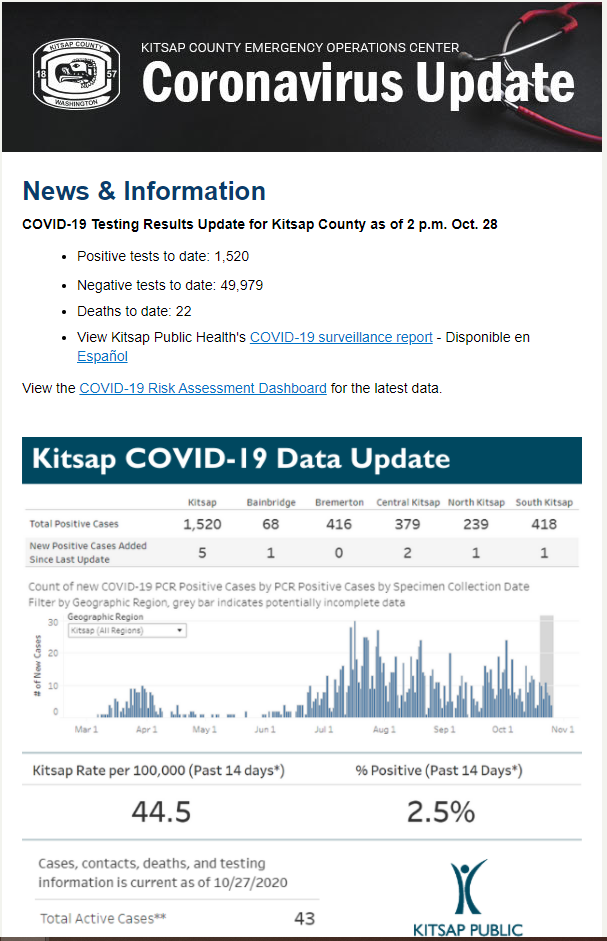 KITSAP COUNTY
18 57
WASHINGTON
KITSAP COUNTY EMERGENCY OPERATIONS CENTER
Coronavirus Update
News & Information
COVID-19 Testing Results Update for Kitsap County as of 2 p.m. Oct. 28
• Positive tests to date: 1,520
• Negative tests to date: 49,979
• Deaths to date: 22
• View Kitsap Public Health's COVID-19 surveillance report - Disponible en
Español
View the COVID-19 Risk Assessment Dashboard for the latest data.
Kitsap COVID-19 Data Update
Kitsap Bainbridge Bremerton Central Kitsap North Kitsap South Kitsap
Total Positive Cases 1,520 68 416 379 239 418
New Positive Cases Added
Since Last Update 5 1 0 2 1 1
Count of new COVID-19 PCR Positive Cases by PCR Positive Cases by Specimen Collection Date
Filter by Geographic Region, grey bar indicates potentially incomplete data
Geographic Region
Kitsap (All Regions)
# of New Cases
30
20
10
0
Mar 1 Apr 1 May 1 Jun 1 Jul 1 Aug 1 Sep 1 Oct 1 Nov 1
Kitsap Rate per 100,000 (Past 14 days*) % Positive (Past 14 Days*)
44.5 2.5%
Cases, contacts, deaths, and testing
information is current as of 10/27/2020
Total Active Cases** 43
KITSAP PUBLIC